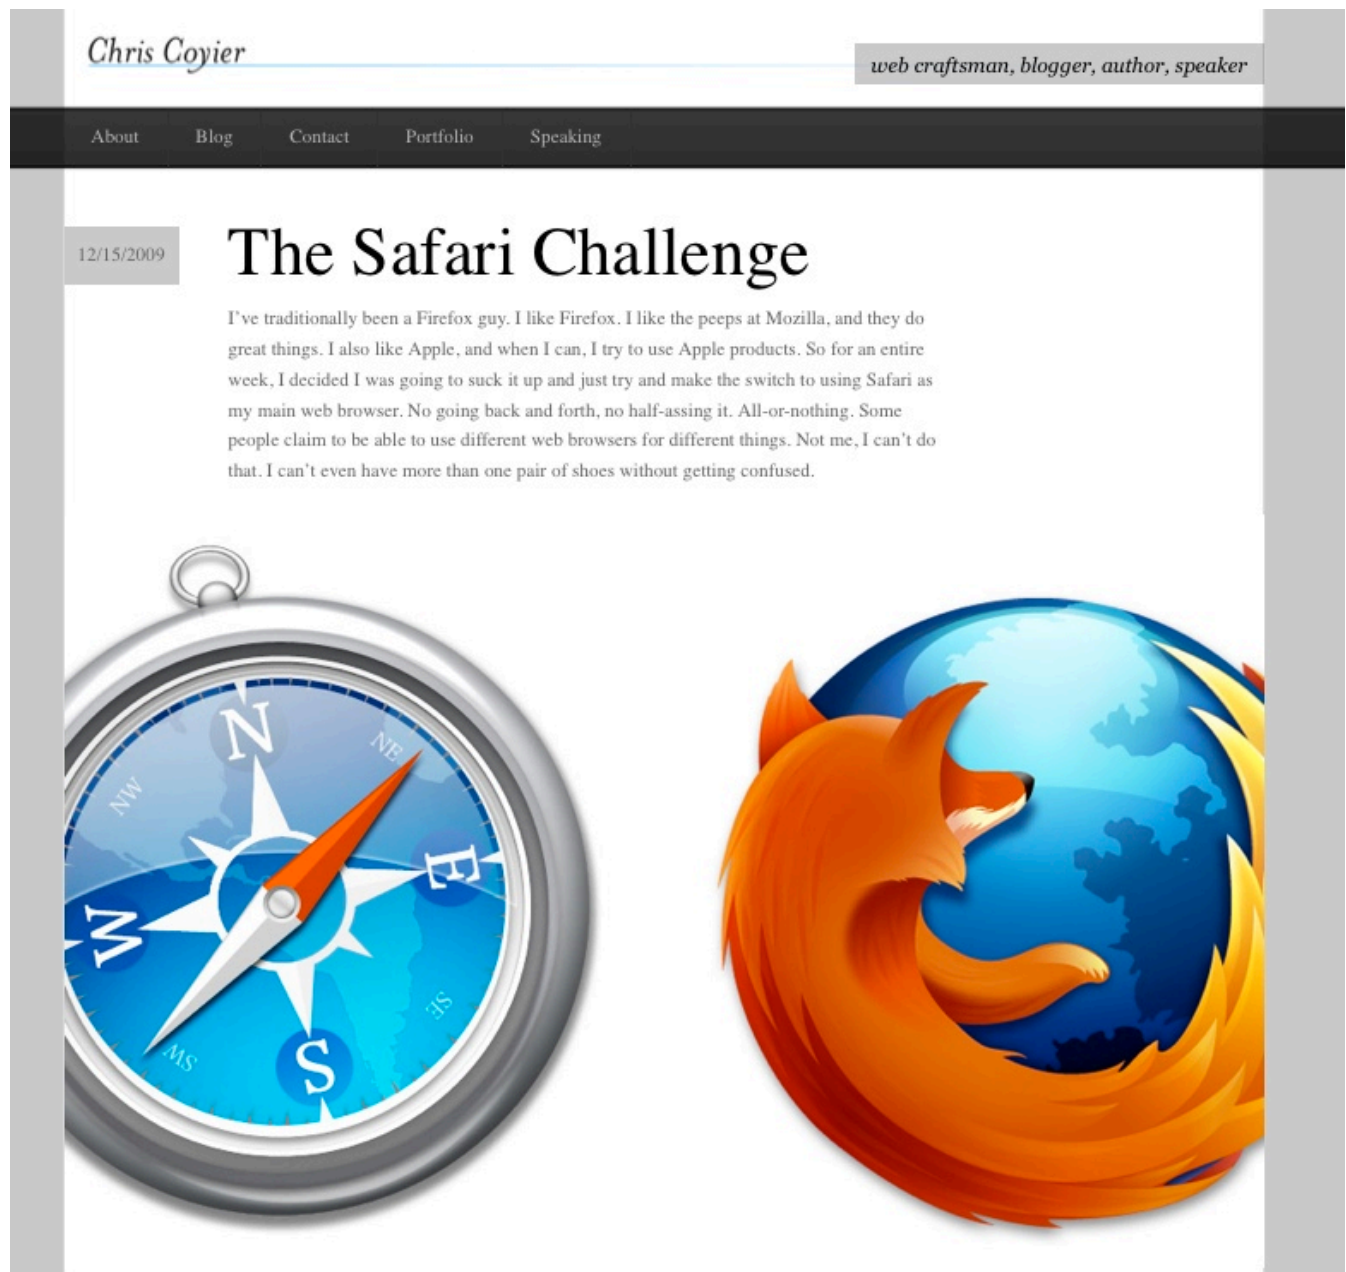 Chris Coyier
web craftsman, blogger, author, speaker
About Blog Contact Portfolio Speaking
12/15/2009
The Safari Challenge
I've traditionally been a Firefox guy. I like Firefox. I like the peeps at Mozilla, and they do
great things. I also like Apple, and when I can, I try to use Apple products. So for an entire
week, I decided I was going to suck it up and just try and make the switch to using Safari as
my main web browser. No going back and forth, no half-assing it. All-or-nothing. Some
people claim to be able to use different web browsers for different things. Not me, I can't do
that. I can't even have more than one pair of shoes without getting confused.
N
NE
NW
E
W
SE
SW
S